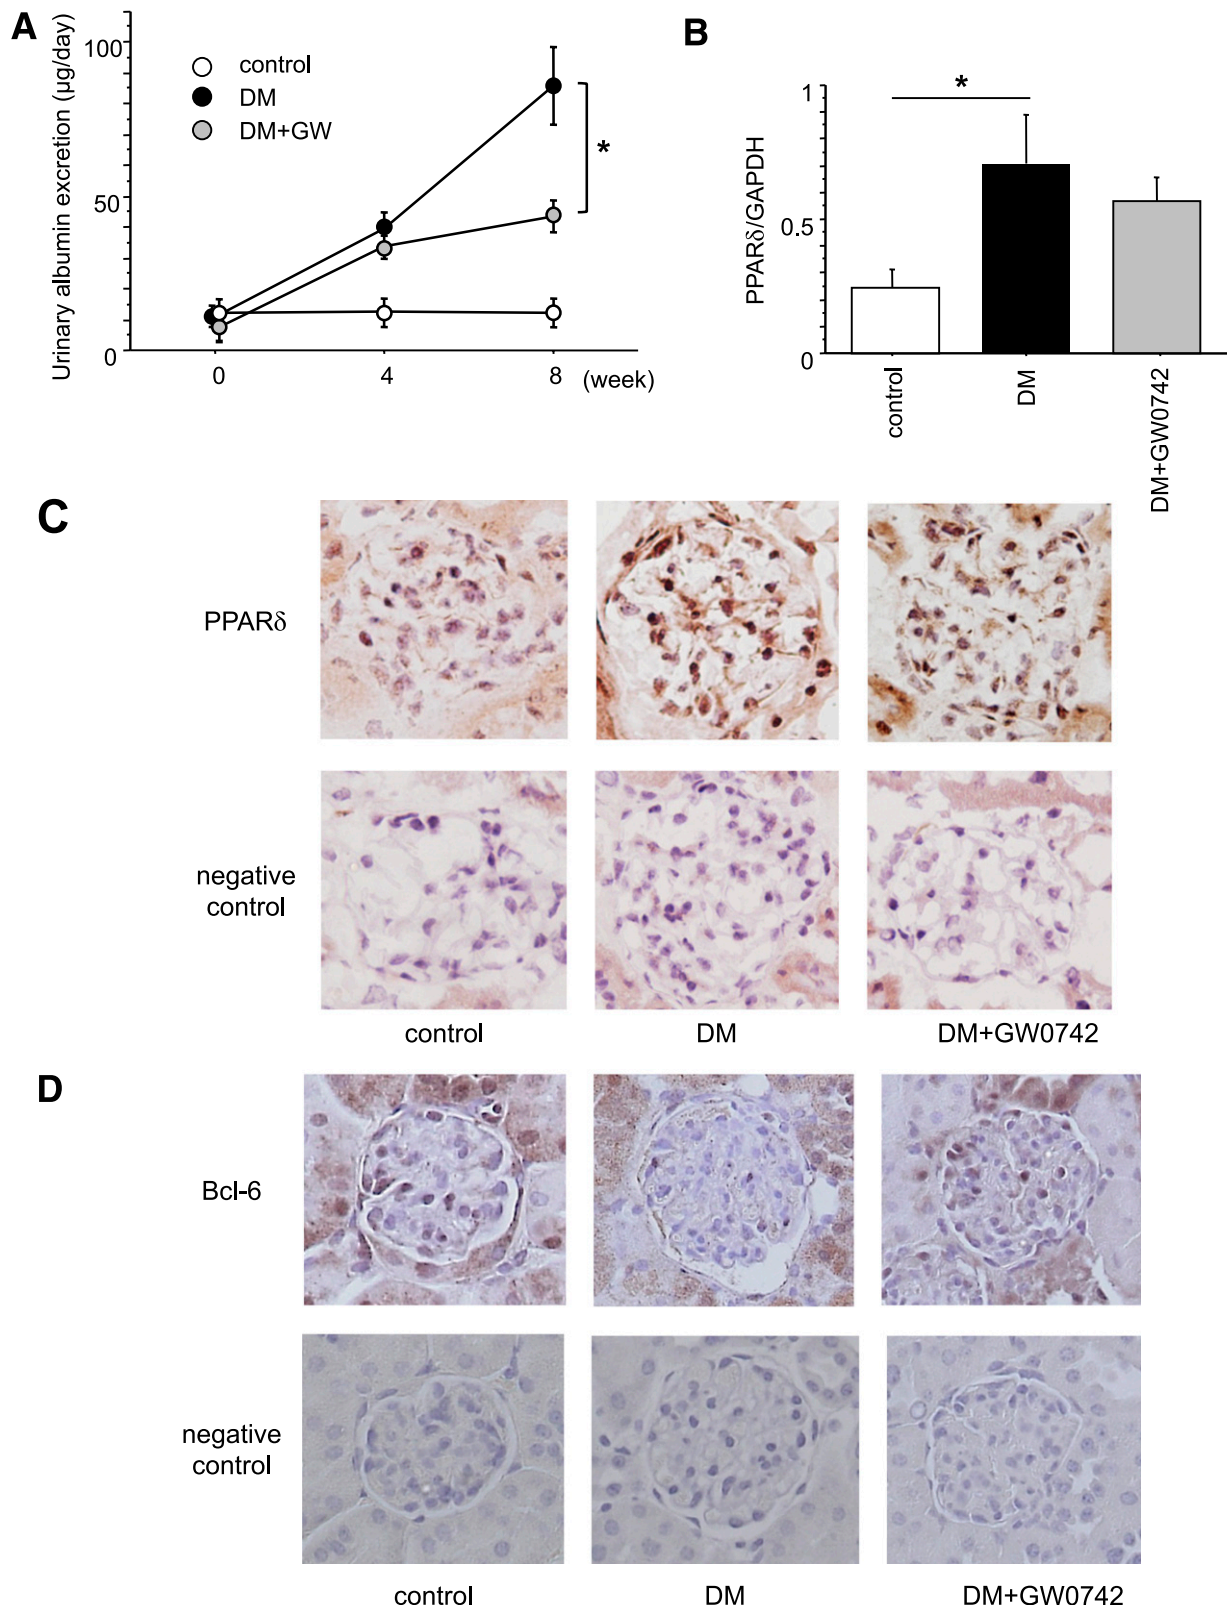 A
Urinary albumin excretion (µg/day)
100
50
0
control
DM
DM+GW
*
0
4
8
(week)
B
PPARδ/GAPDH
1
0.5
0
*
control
DM
DM+GW0742
C
PPARδ
negative
control
control
DM
DM+GW0742
D
Bcl-6
negative
control
control
DM
DM+GW0742